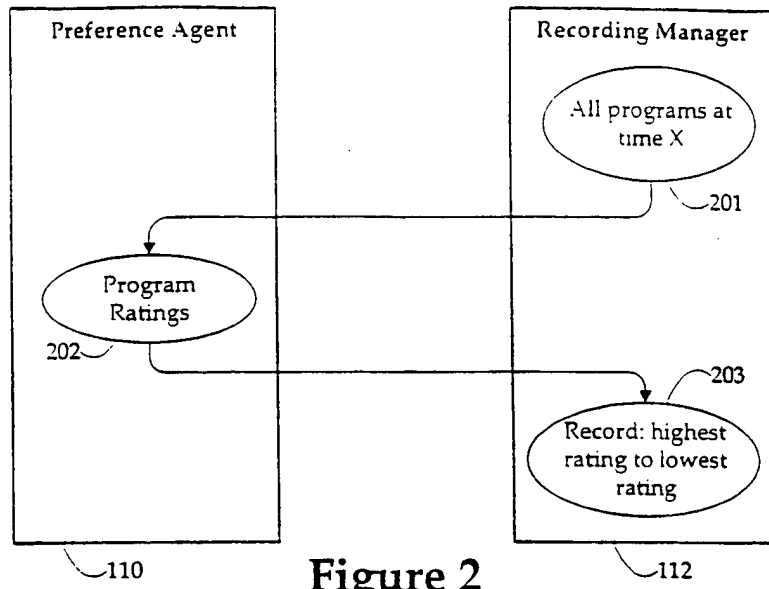 Preference Agent
Recording Manager
All programs at
time X
201
Program
Ratings
202
203
Record: highest
rating to lowest
rating
110
112
Figure 2